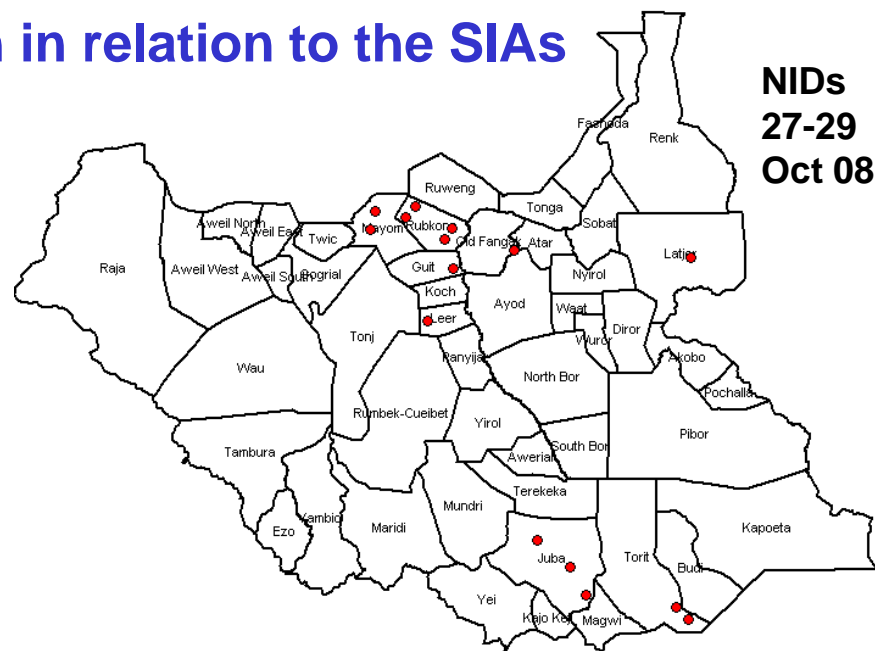 n in relation to the SIAs
NIDs
27-29
Oct 08
Fashoda
Renk
Ruweng
Tonga
Sobat
Aweil North
Aweil East
Twic
Mayom
Rubkona
Old Fangak
Atar
Latjor
Raja
Aweil West
Aweil South
Gogrial
Guit
Nyirol
Koch
Ayod
Waat
Leer
Diror
Wuror
Tonj
Panyijar
Akobo
Wau
North Bor
Pochalla
Rumbek-Cueibet
Yirol
Pibor
Tambura
South Bor
Awerial
Terekeka
Mundri
Yambio
Maridi
Ezo
Kapoeta
Juba
Torit
Budi
Yei
Kajo Keji
Magwi